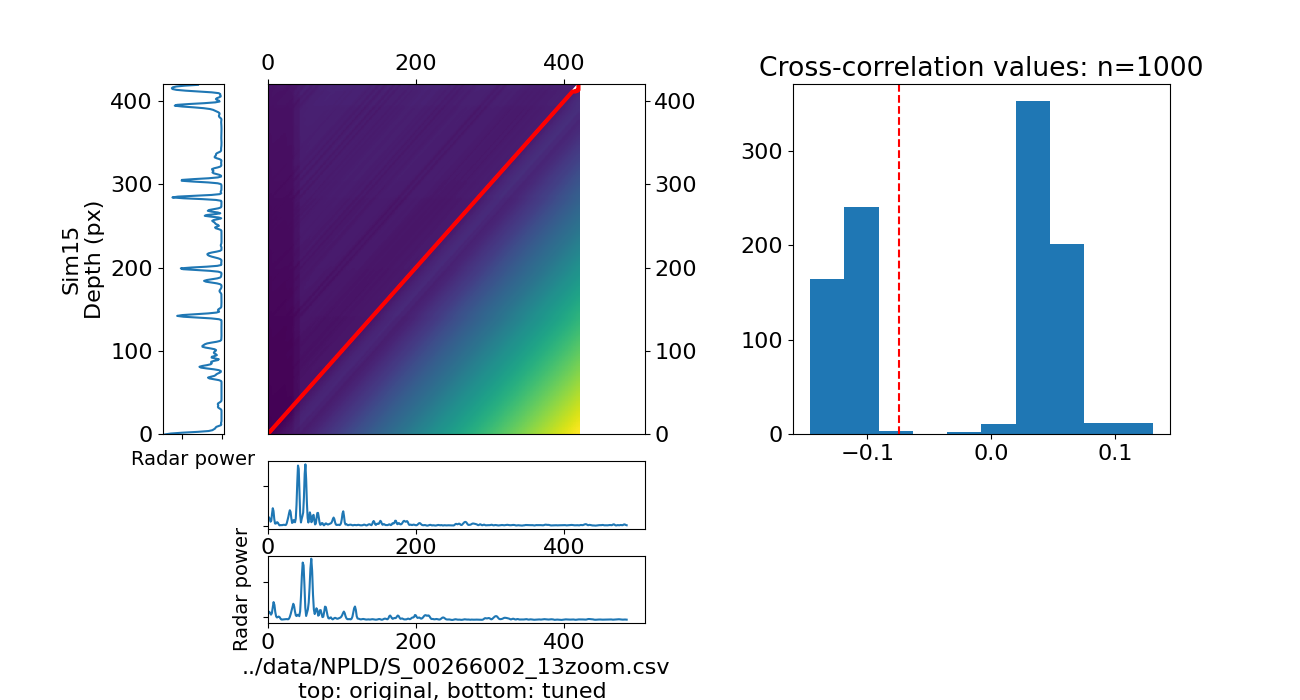 0 200 400
Cross-correlation values: n=1000
400
300
200
100
0
Sim15
Depth (px)
Radar power
400
300
200
100
0
300
200
100
0
−0.1 0.0 0.1
0 200 400
Radar power
0 200 400
../data/NPLD/S_00266002_13zoom.csv
top: original, bottom: tuned